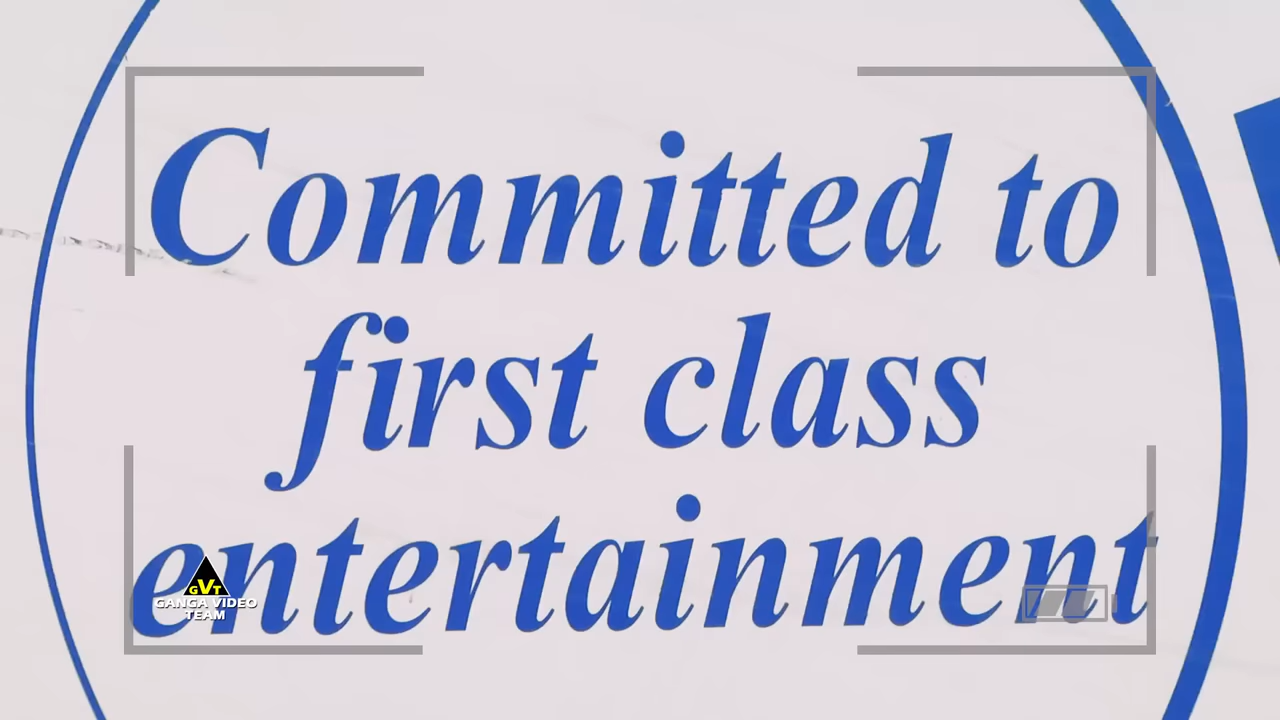 Committed to
first class
entertainment
GVT
GANGA VIDEO
TEAM